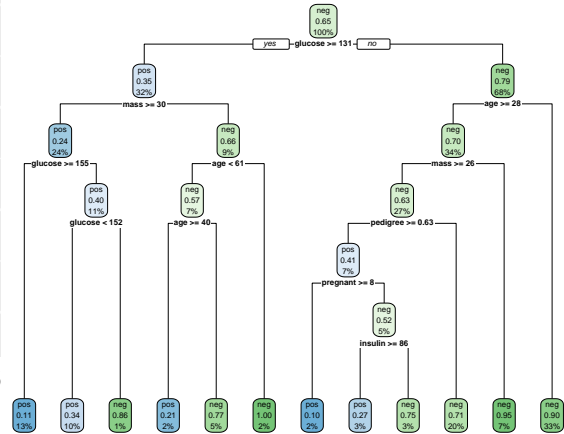 neg
0.65
100%
yes glucose >= 131 no
pos
0.35
32%
neg
0.79
68%
mass >= 30
age >= 28
pos
0.24
24%
neg
0.66
9%
neg
0.70
34%
glucose >= 155
age < 61
mass >= 26
pos
0.40
11%
neg
0.57
7%
neg
0.63
27%
glucose < 152
age >= 40
pedigree >= 0.63
pos
0.41
7%
pregnant >= 8
neg
0.52
5%
insulin >= 86
pos
0.11
13%
pos
0.34
10%
neg
0.86
1%
pos
0.21
2%
neg
0.77
5%
neg
1.00
2%
pos
0.10
2%
pos
0.27
3%
neg
0.75
3%
neg
0.71
20%
neg
0.95
7%
neg
0.90
33%